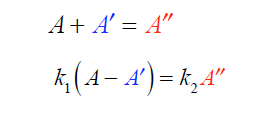 A + A′ = A″
k₁(A − A′) = k₂A″